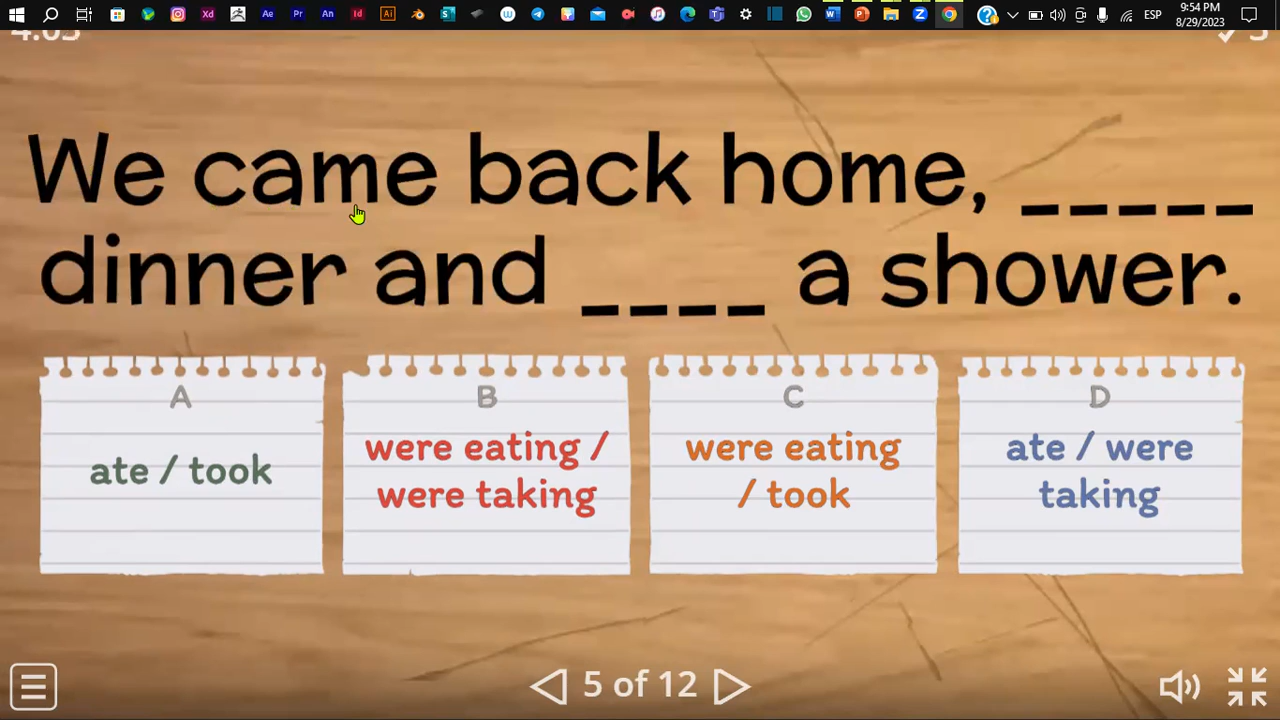 ESP
9:54 PM
8/29/2023
We came back home, _____
dinner and ____ a shower.
A
ate / took
B
were eating /
were taking
C
were eating
/ took
D
ate / were
taking
5 of 12